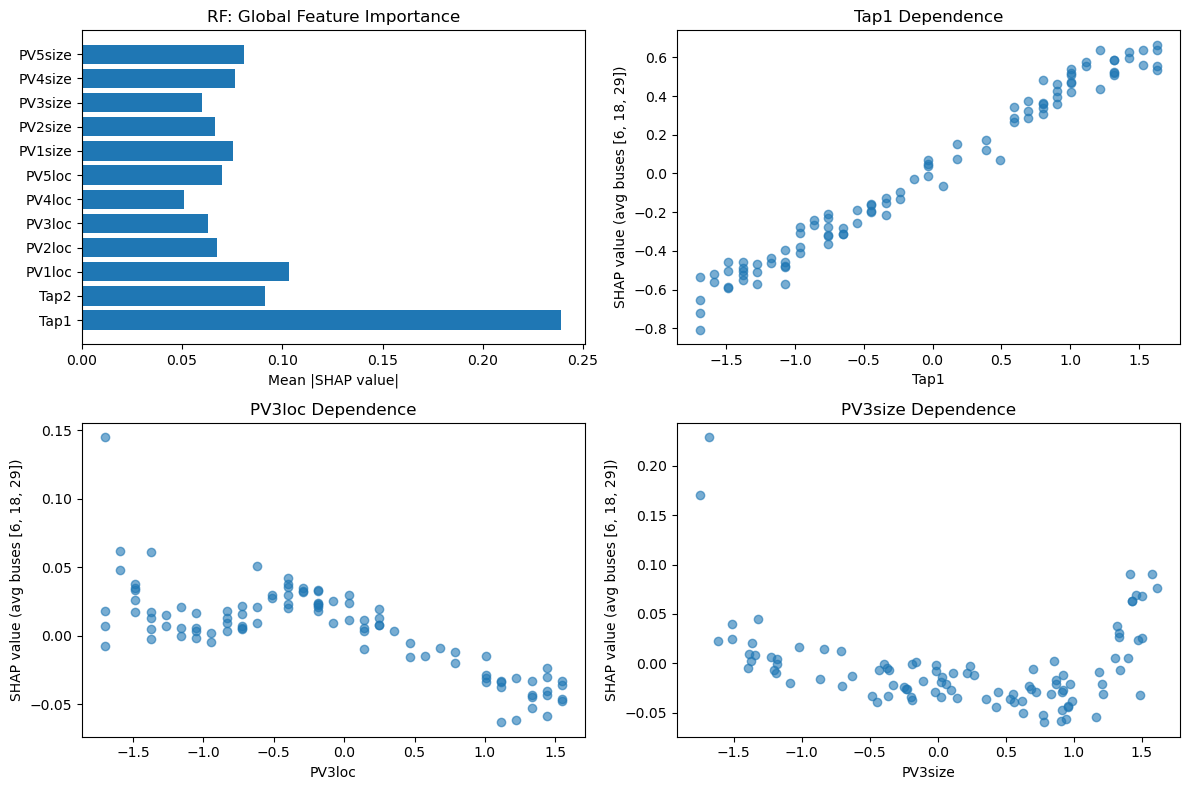 RF: Global Feature Importance
PV5size
PV4size
PV3size
PV2size
PV1size
PV5loc
PV4loc
PV3loc
PV2loc
PV1loc
Tap2
Tap1
0.00 0.05 0.10 0.15 0.20 0.25
Mean |SHAP value|
Tap1 Dependence
SHAP value (avg buses [6, 18, 29])
0.6
0.4
0.2
0.0
−0.2
−0.4
−0.6
−0.8
−1.5 −1.0 −0.5 0.0 0.5 1.0 1.5
Tap1
PV3loc Dependence
SHAP value (avg buses [6, 18, 29])
0.15
0.10
0.05
0.00
−0.05
−1.5 −1.0 −0.5 0.0 0.5 1.0 1.5
PV3loc
PV3size Dependence
SHAP value (avg buses [6, 18, 29])
0.20
0.15
0.10
0.05
0.00
−0.05
−1.5 −1.0 −0.5 0.0 0.5 1.0 1.5
PV3size